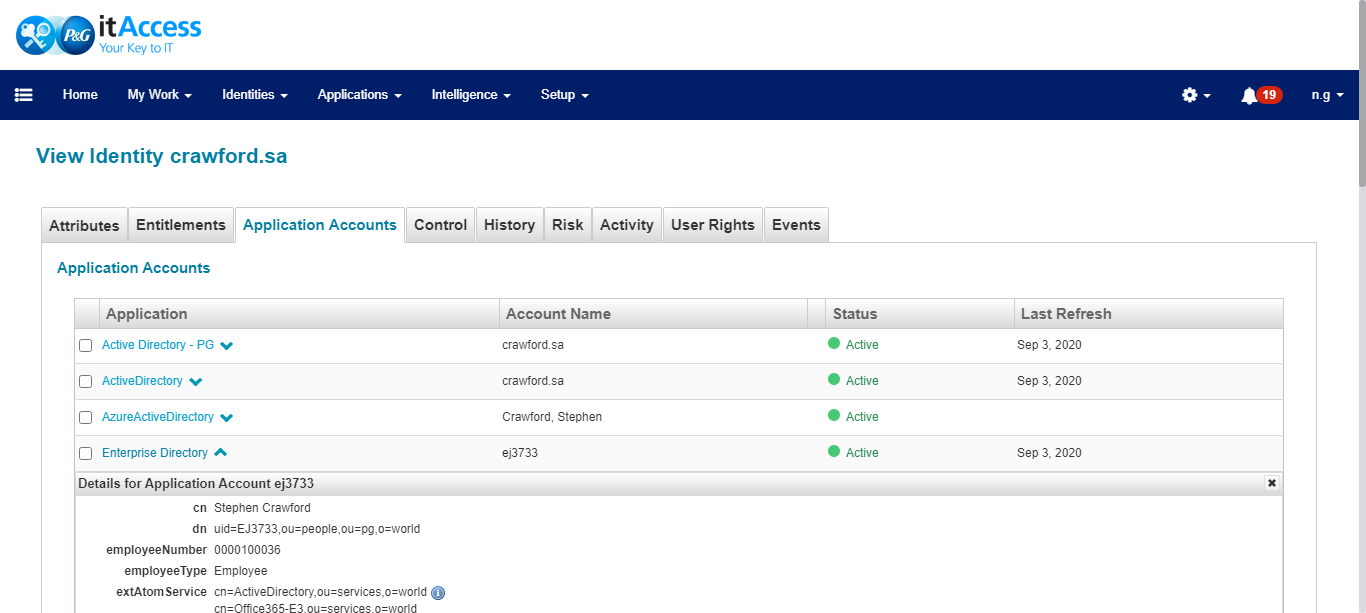 P&G itAccess
Your Key to IT
Home My Work Identities Applications Intelligence Setup 19 n.g
View Identity crawford.sa
Attributes Entitlements Application Accounts Control History Risk Activity User Rights Events
Application Accounts
Application Account Name Status Last Refresh
Active Directory - PG crawford.sa Active Sep 3, 2020
ActiveDirectory crawford.sa Active Sep 3, 2020
AzureActiveDirectory Crawford, Stephen Active
Enterprise Directory ej3733 Active Sep 3, 2020
Details for Application Account ej3733
cn Stephen Crawford
dn uid=EJ3733,ou=people,ou=pg,o=world
employeeNumber 0000100036
employeeType Employee
extAtomService cn=ActiveDirectory,ou=services,o=world
cn=Office365-E3,ou=services,o=world